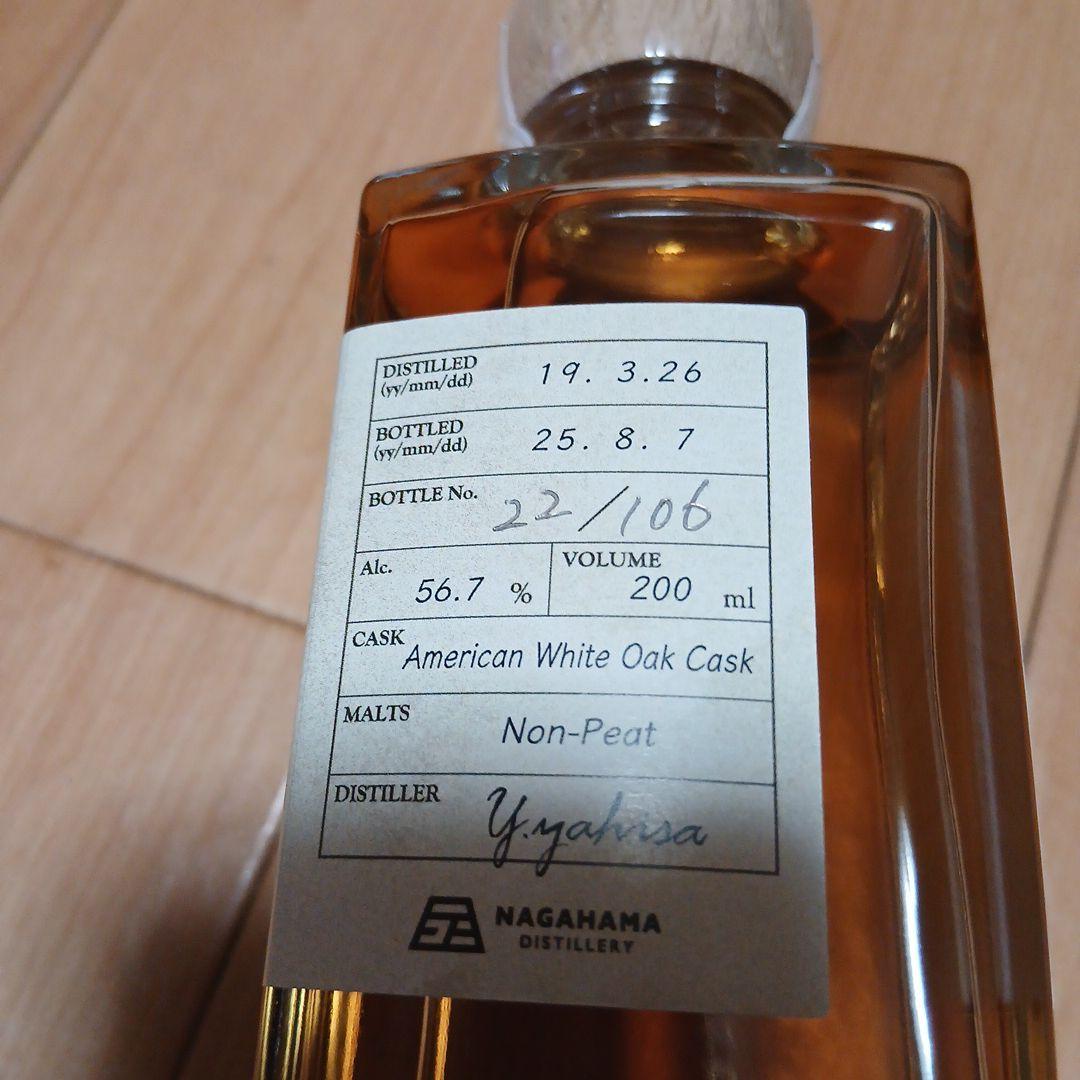 DISTILLED
(yy/mm/dd)
19. 3.26
BOTTLED
(yy/mm/dd)
25. 8. 7
BOTTLE No.
22/106
Alc.
56.7 %
VOLUME
200 ml
CASK
American White Oak Cask
MALTS
Non-Peat
DISTILLER
Y.yahisa
NAGAHAMA
DISTILLERY